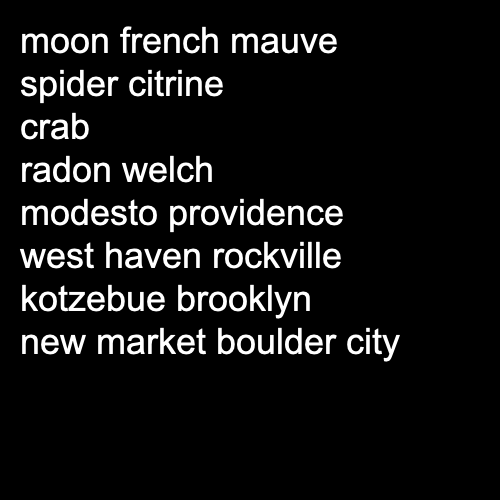 moon french mauve
spider citrine
crab
radon welch
modesto providence
west haven rockville
kotzebue brooklyn
new market boulder city